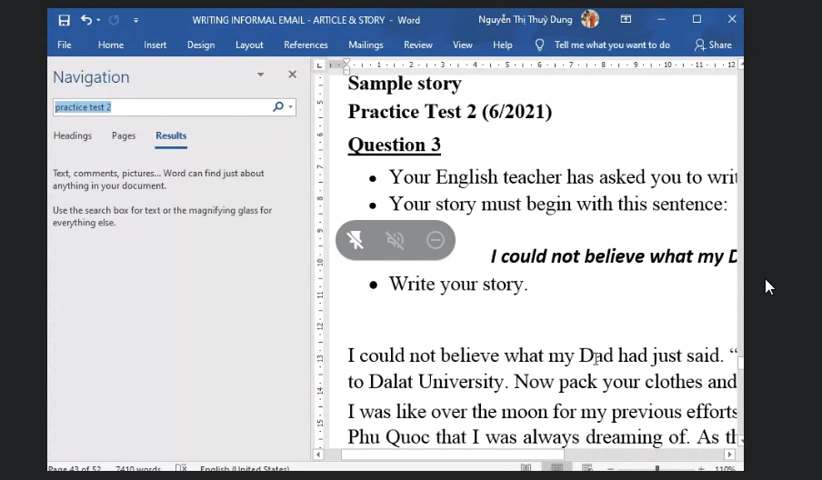 WRITING INFORMAL EMAIL - ARTICLE & STORY - Word
Nguyễn Thị Thuỳ Dung
File Home Insert Design Layout References Mailings Review View Help Tell me what you want to do Share
Navigation
practice test 2
Headings Pages Results
Text, comments, pictures... Word can find just about
anything in your document.
Use the search box for text or the magnifying glass for
everything else.
Sample story
Practice Test 2 (6/2021)
Question 3
Your English teacher has asked you to writ
Your story must begin with this sentence:
I could not believe what my D
Write your story.
I could not believe what my Dad had just said. “
to Dalat University. Now pack your clothes and
I was like over the moon for my previous efforts
Phu Quoc that I was always dreaming of. As th
Page 43 of 52 7410 words English (United States) 110%